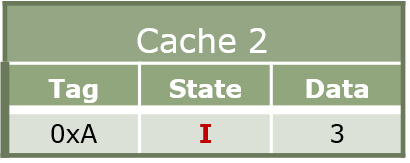 Cache 2
Tag State Data
0xA I 3